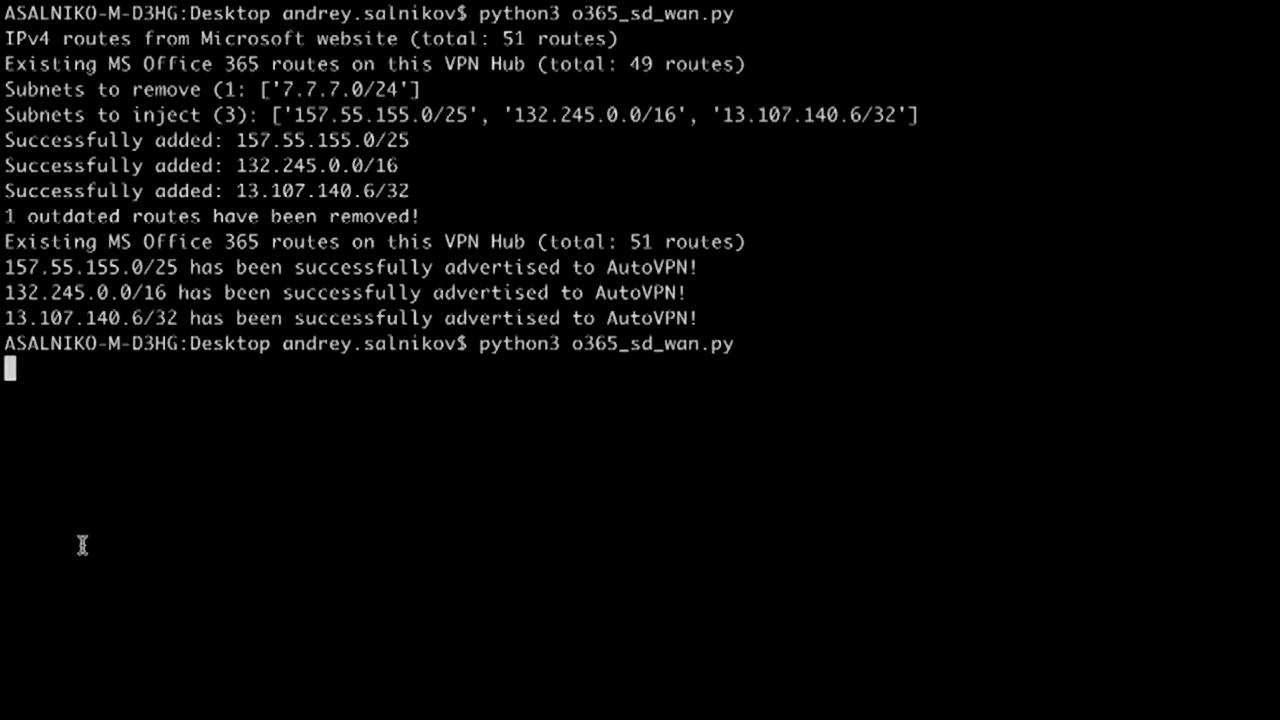 ASALNIKO-M-D3HG:Desktop andrey.salnikov$ python3 o365_sd_wan.py
IPv4 routes from Microsoft website (total: 51 routes)
Existing MS Office 365 routes on this VPN Hub (total: 49 routes)
Subnets to remove (1: ['7.7.7.0/24']
Subnets to inject (3): ['157.55.155.0/25', '132.245.0.0/16', '13.107.140.6/32']
Successfully added: 157.55.155.0/25
Successfully added: 132.245.0.0/16
Successfully added: 13.107.140.6/32
1 outdated routes have been removed!
Existing MS Office 365 routes on this VPN Hub (total: 51 routes)
157.55.155.0/25 has been successfully advertised to AutoVPN!
132.245.0.0/16 has been successfully advertised to AutoVPN!
13.107.140.6/32 has been successfully advertised to AutoVPN!
ASALNIKO-M-D3HG:Desktop andrey.salnikov$ python3 o365_sd_wan.py